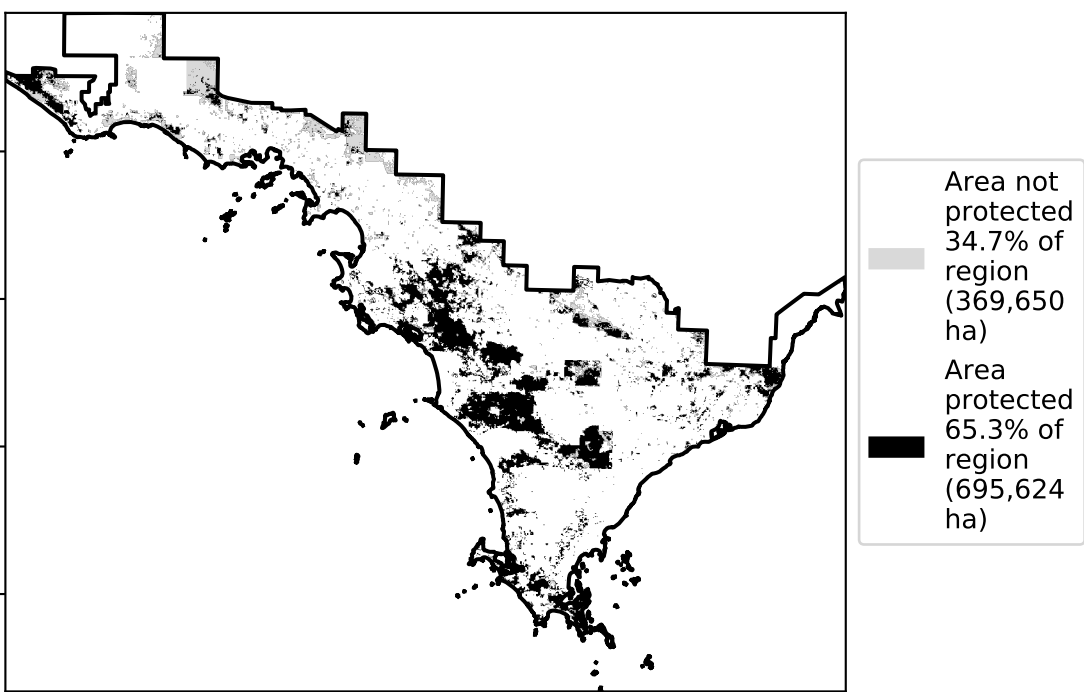 Area not
protected
34.7% of
region
(369,650
ha)
Area
protected
65.3% of
region
(695,624
ha)